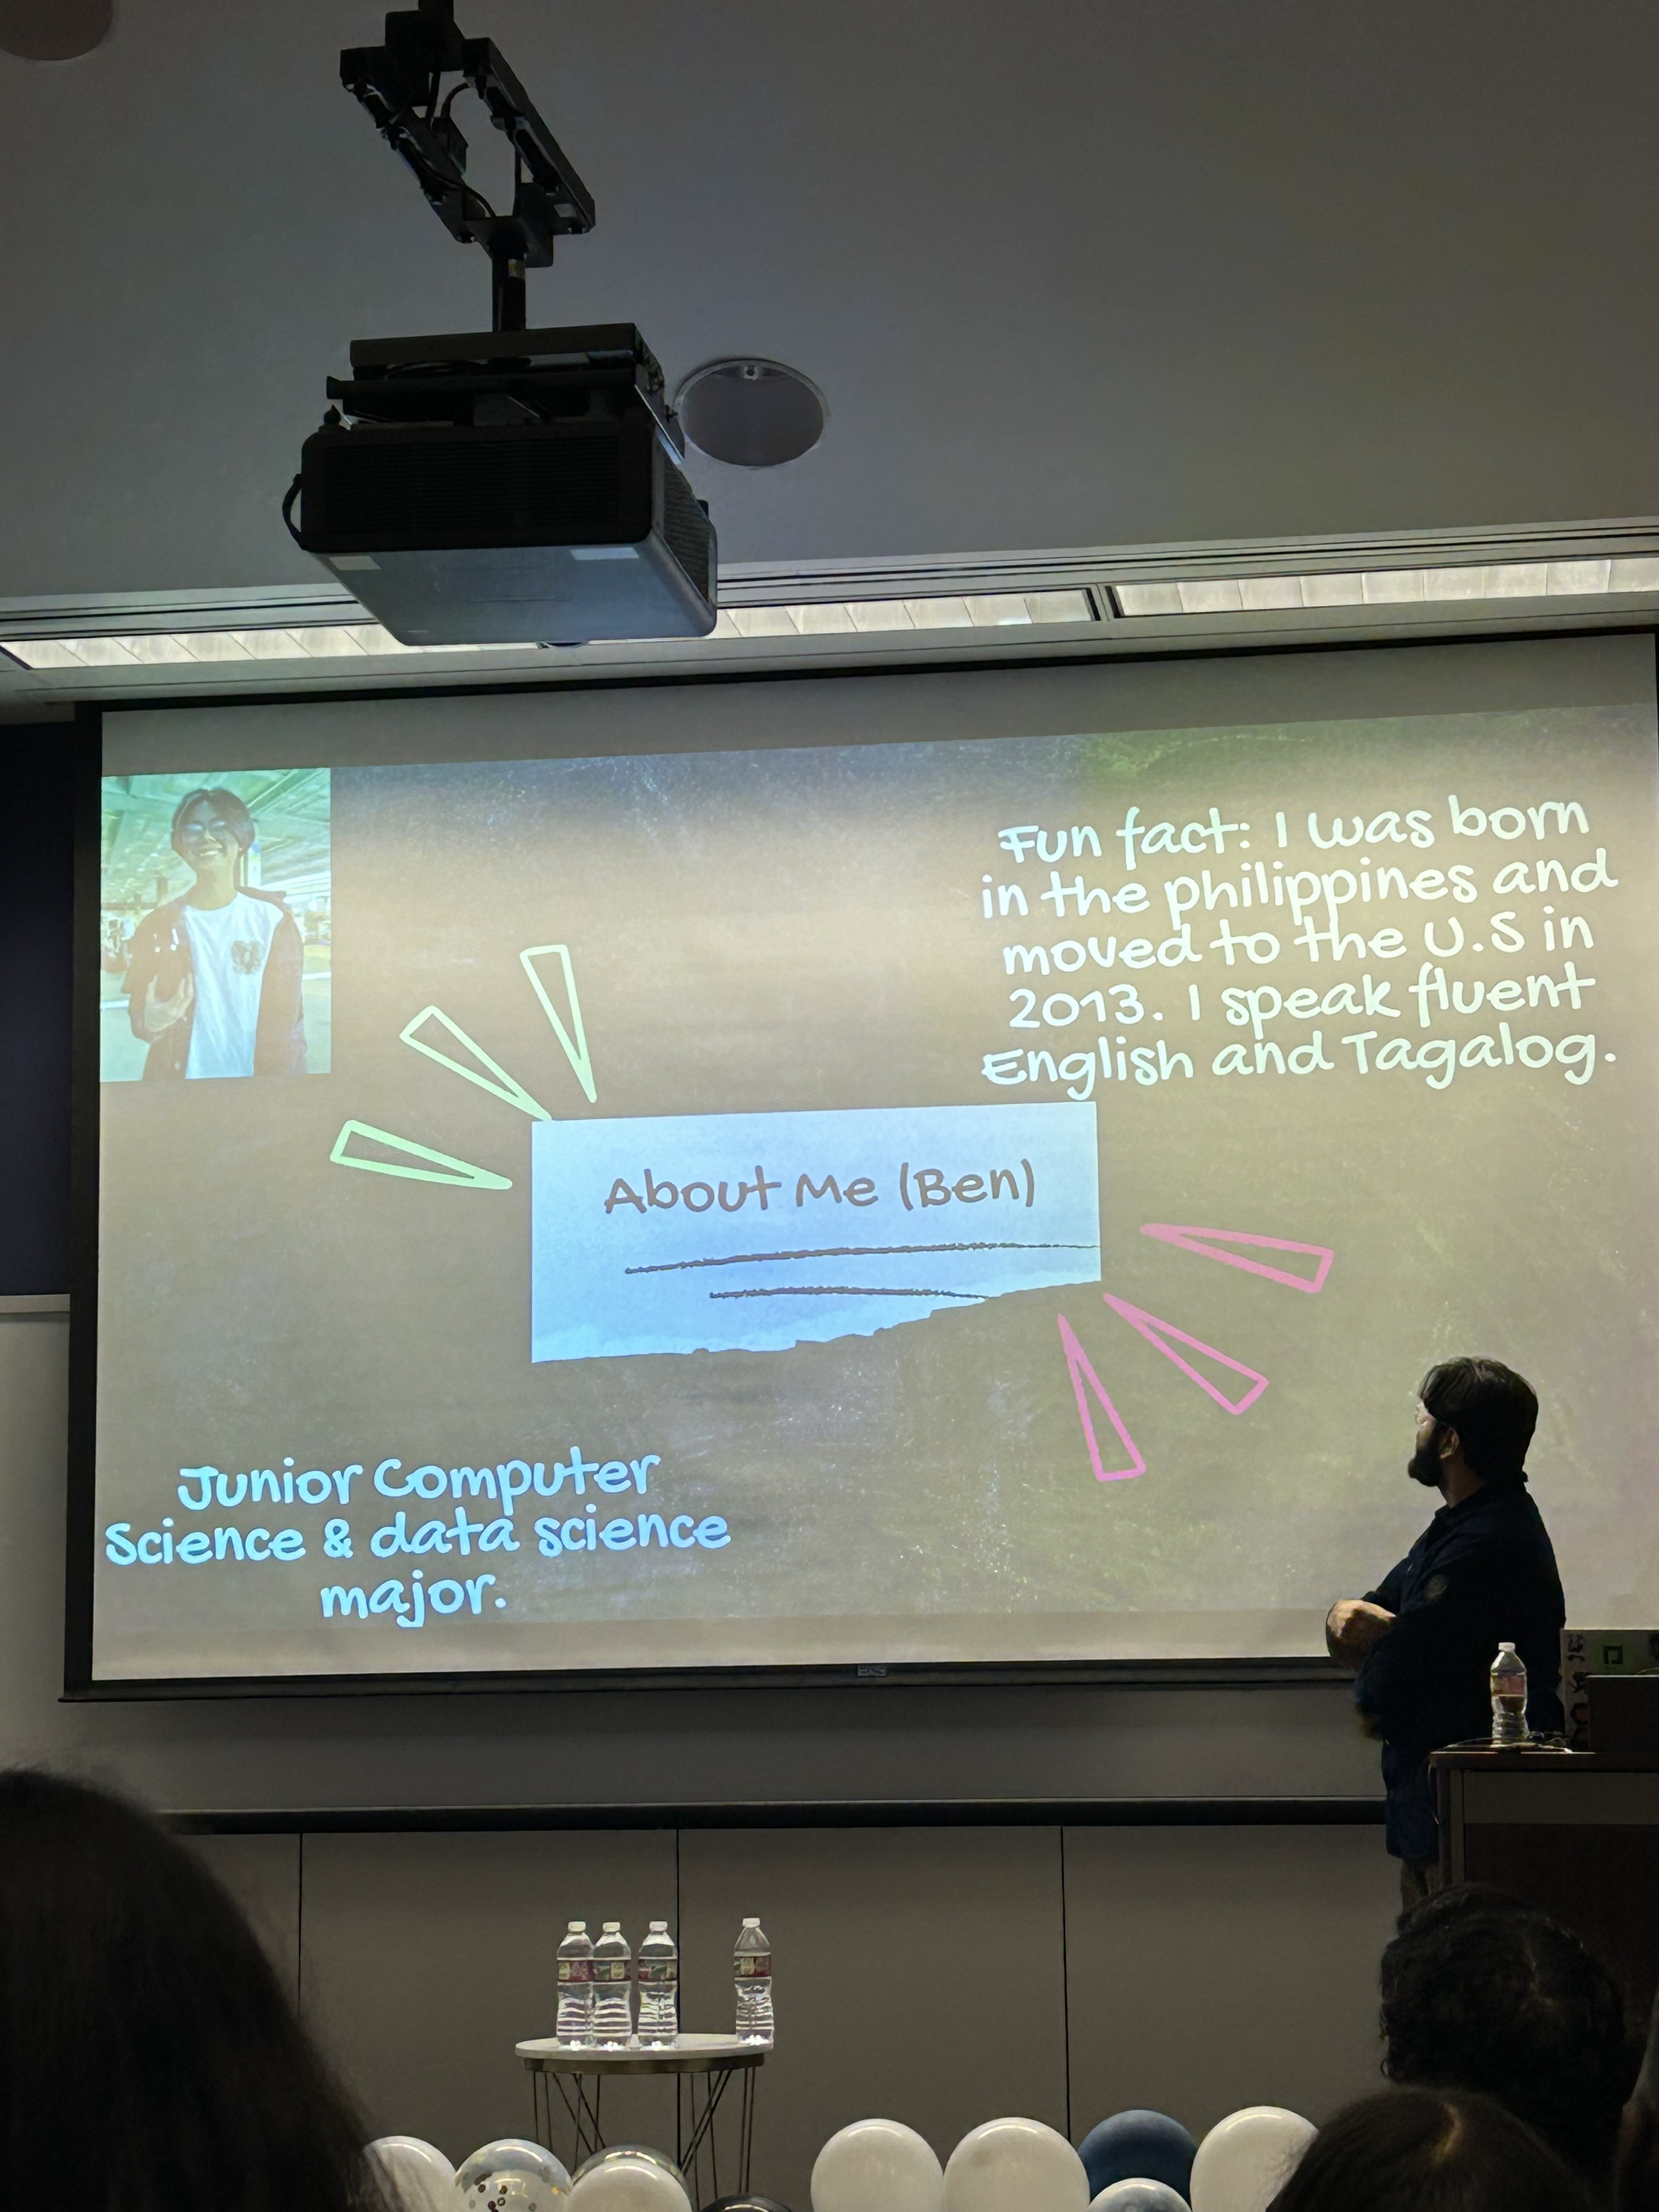 Fun fact: I was born
in the philippines and
moved to the U.S in
2013. I speak fluent
English and Tagalog.
About Me (Ben)
Junior Computer
Science & data science
major.